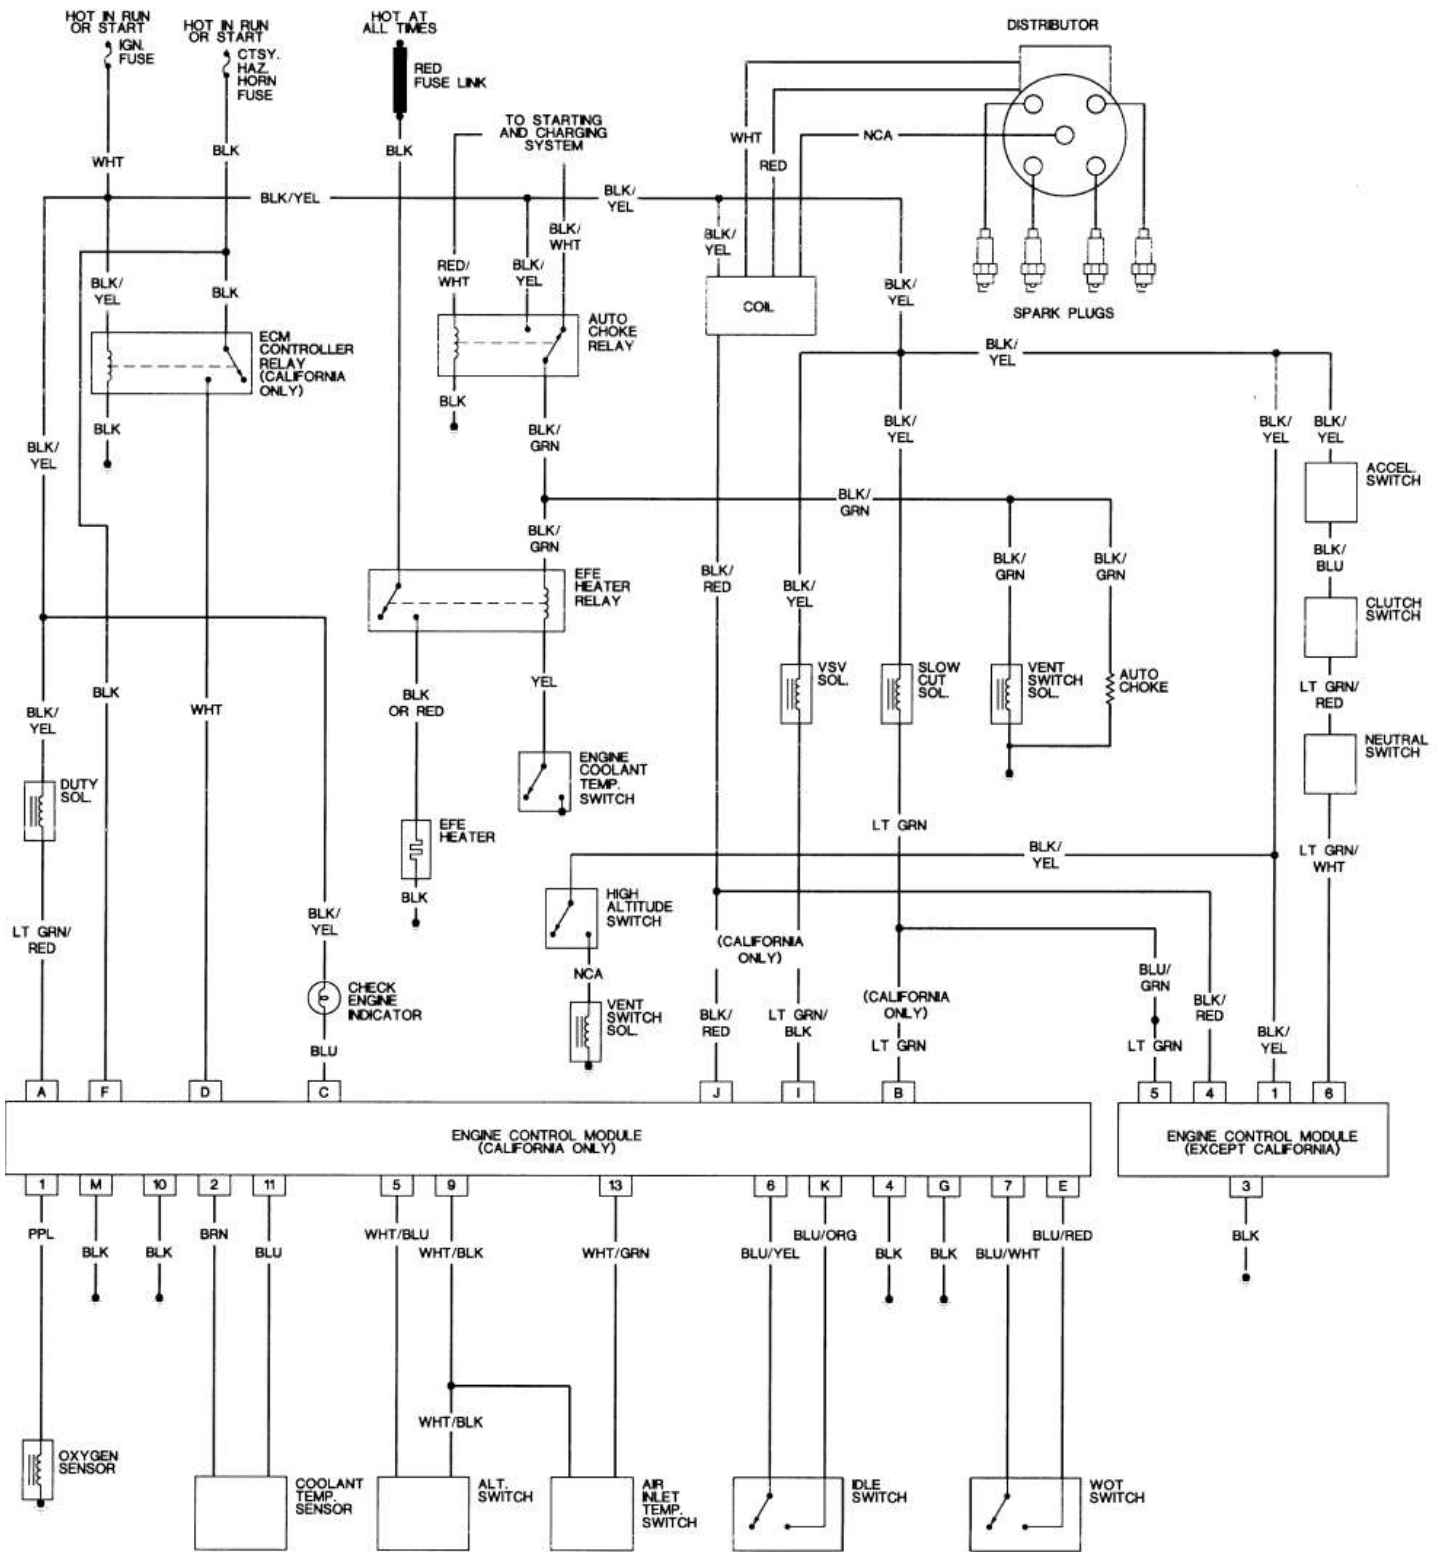 HOT IN RUN
OR START
IGN.
FUSE
HOT IN RUN
OR START
CTSY.
HAZ.
HORN
FUSE
HOT AT
ALL TIMES
RED
FUSE LINK
DISTRIBUTOR
TO STARTING
AND CHARGING
SYSTEM
WHT
BLK
BLK
WHT
RED
NCA
BLK/YEL
BLK/
YEL
BLK/
YEL
BLK
RED/
WHT
BLK/
YEL
BLK/
WHT
BLK/
YEL
BLK/
YEL
COIL
SPARK PLUGS
ECM
CONTROLLER
RELAY
(CALIFORNIA
ONLY)
AUTO
CHOKE
RELAY
BLK/
YEL
BLK
BLK
BLK/
GRN
BLK/
YEL
BLK/
YEL
BLK/
YEL
BLK/
YEL
ACCEL.
SWITCH
BLK/
GRN
BLK/
GRN
BLK/
BLU
EFE
HEATER
RELAY
BLK/
RED
BLK/
YEL
BLK/
GRN
BLK/
GRN
CLUTCH
SWITCH
BLK/
YEL
BLK
WHT
BLK
OR RED
YEL
VSV
SOL.
SLOW
CUT
SOL.
VENT
SWITCH
SOL.
AUTO
CHOKE
LT GRN/
RED
NEUTRAL
SWITCH
DUTY
SOL.
ENGINE
COOLANT
TEMP.
SWITCH
EFE
HEATER
LT GRN
BLK/
YEL
LT GRN/
WHT
BLK
LT GRN/
RED
BLK/
YEL
HIGH
ALTITUDE
SWITCH
(CALIFORNIA
ONLY)
NCA
BLU/
GRN
CHECK
ENGINE
INDICATOR
VENT
SWITCH
SOL.
BLK/
RED
LT GRN/
BLK
(CALIFORNIA
ONLY)
BLK/
RED
BLU
LT GRN
LT GRN
BLK/
YEL
A
F
D
C
J
I
B
5
4
1
6
ENGINE CONTROL MODULE
(CALIFORNIA ONLY)
ENGINE CONTROL MODULE
(EXCEPT CALIFORNIA)
1
M
10
2
11
5
9
13
6
K
4
G
7
E
3
PPL
BLK
BLK
BRN
BLU
WHT/BLU
WHT/BLK
WHT/GRN
BLU/YEL
BLU/ORG
BLK
BLK
BLU/WHT
BLU/RED
BLK
WHT/BLK
OXYGEN
SENSOR
COOLANT
TEMP.
SENSOR
ALT.
SWITCH
AIR
INLET
TEMP.
SWITCH
IDLE
SWITCH
WOT
SWITCH